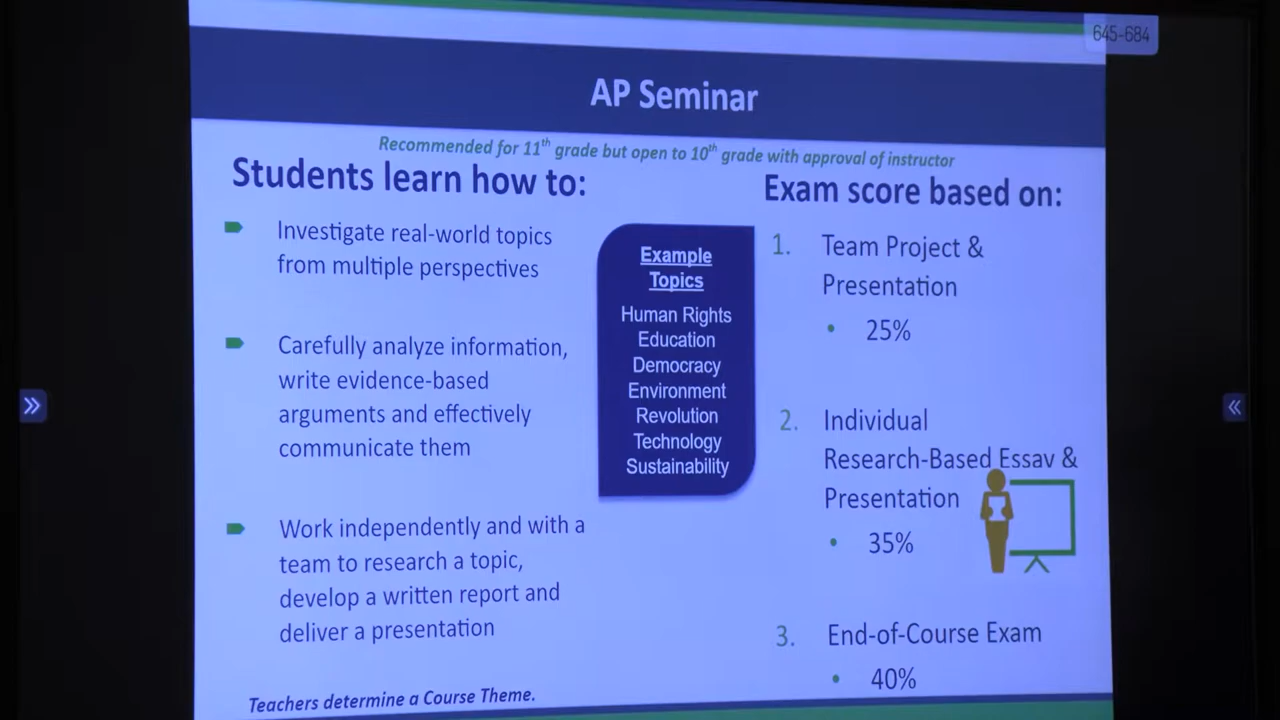 645-684
AP Seminar
Recommended for 11th grade but open to 10th grade with approval of instructor
Students learn how to:
Investigate real-world topics
from multiple perspectives
Carefully analyze information,
write evidence-based
arguments and effectively
communicate them
Work independently and with a
team to research a topic,
develop a written report and
deliver a presentation
Teachers determine a Course Theme.
Example
Topics
Human Rights
Education
Democracy
Environment
Revolution
Technology
Sustainability
Exam score based on:
1. Team Project &
Presentation
• 25%
2. Individual
Research-Based Essay &
Presentation
• 35%
3. End-of-Course Exam
• 40%